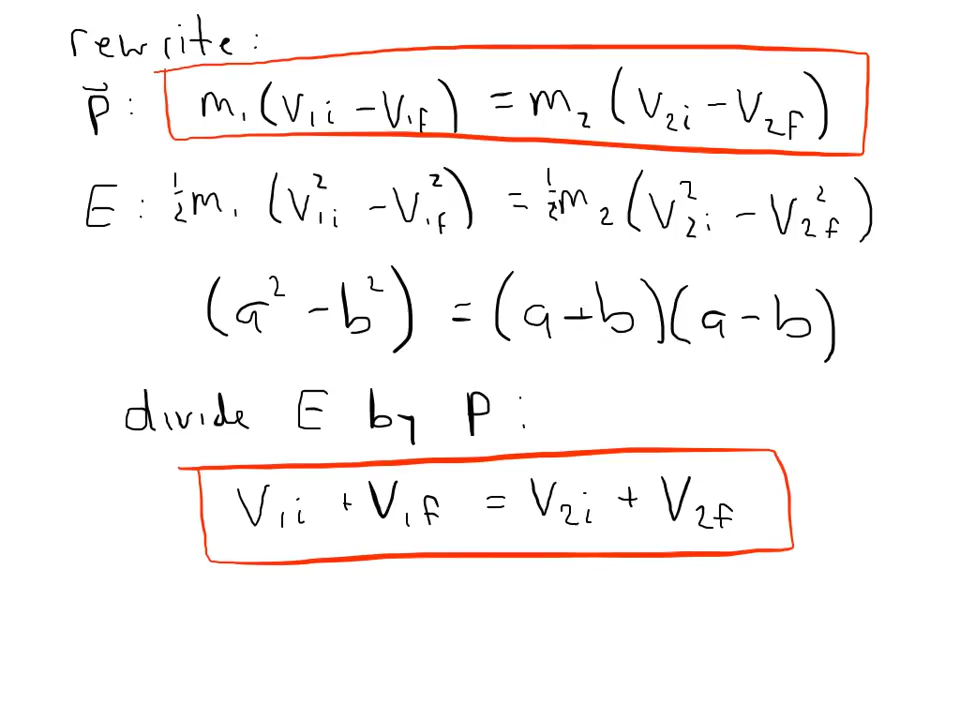 rewrite:
p⃗: m₁(v₁ᵢ - v₁f) = m₂(v₂ᵢ - v₂f)
E: ½m₁(v₁ᵢ² - v₁f²) = ½m₂(v₂ᵢ² - v₂f²)
(a² - b²) = (a+b)(a-b)
divide E by P:
v₁ᵢ + v₁f = v₂ᵢ + v₂f